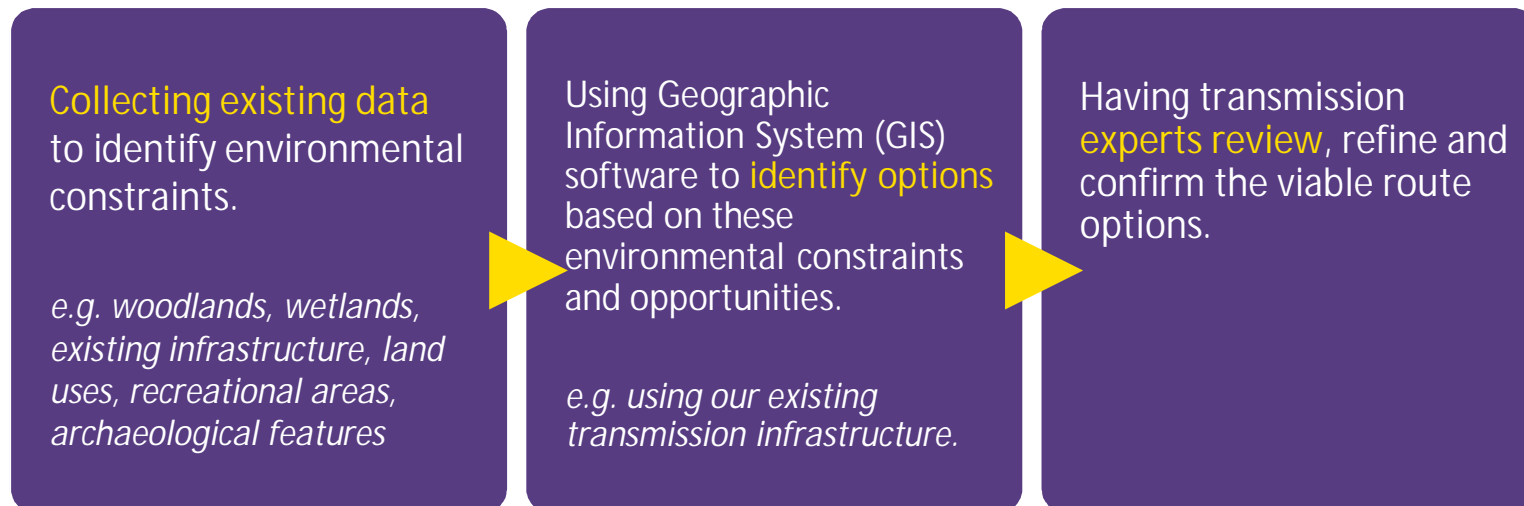 Collecting existing data
to identify environmental
constraints.
e.g. woodlands, wetlands,
existing infrastructure, land
uses, recreational areas,
archaeological features
Using Geographic
Information System (GIS)
software to identify options
based on these
environmental constraints
and opportunities.
e.g. using our existing
transmission infrastructure.
Having transmission
experts review, refine and
confirm the viable route
options.